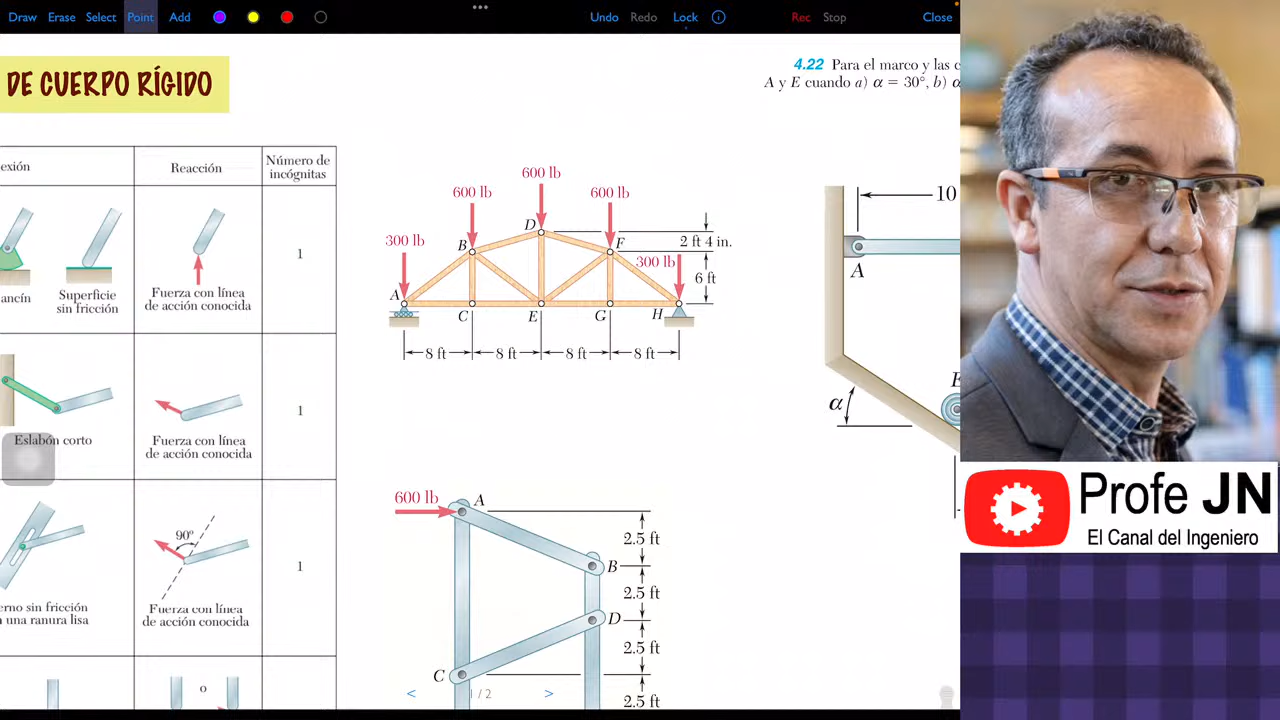 Draw Erase Select Point Add Undo Redo Lock Rec Stop Close
DE CUERPO RÍGIDO
exión
Reacción
Número de
incógnitas
ancín
Superficie
sin fricción
Fuerza con línea
de acción conocida
1
Eslabón corto
Fuerza con línea
de acción conocida
1
90°
erno sin fricción
una ranura lisa
Fuerza con línea
de acción conocida
1
o
600 lb
600 lb
600 lb
300 lb
300 lb
D
B
F
A
C
E
G
H
2 ft 4 in.
6 ft
8 ft
8 ft
8 ft
8 ft
600 lb
A
B
D
C
2.5 ft
2.5 ft
2.5 ft
2.5 ft
< 1 / 2 >
4.22 Para el marco y las c
A y E cuando a) α = 30°, b) α
10
A
E
α
Profe JN
El Canal del Ingeniero